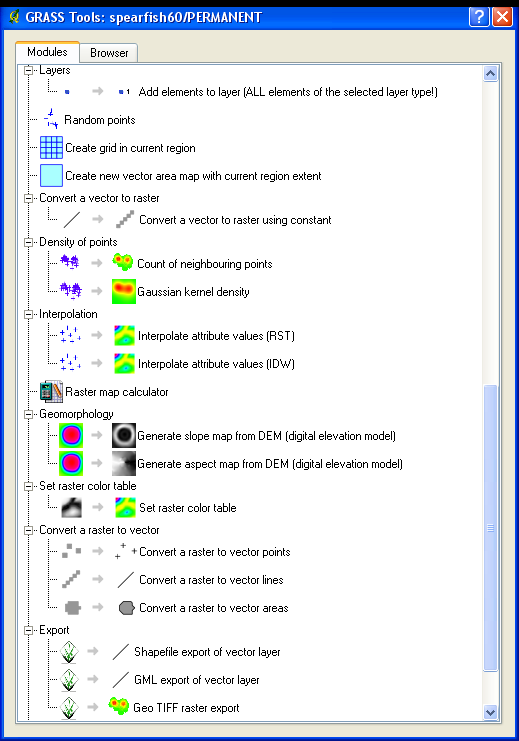 GRASS Tools: spearfish60/PERMANENT
Modules
Browser
Layers
1
Add elements to layer (ALL elements of the selected layer type!)
Random points
Create grid in current region
Create new vector area map with current region extent
Convert a vector to raster
Convert a vector to raster using constant
Density of points
Count of neighbouring points
Gaussian kernel density
Interpolation
Interpolate attribute values (RST)
Interpolate attribute values (IDW)
Raster map calculator
Geomorphology
Generate slope map from DEM (digital elevation model)
Generate aspect map from DEM (digital elevation model)
Set raster color table
Set raster color table
Convert a raster to vector
Convert a raster to vector points
Convert a raster to vector lines
Convert a raster to vector areas
Export
Shapefile export of vector layer
GML export of vector layer
Geo TIFF raster export